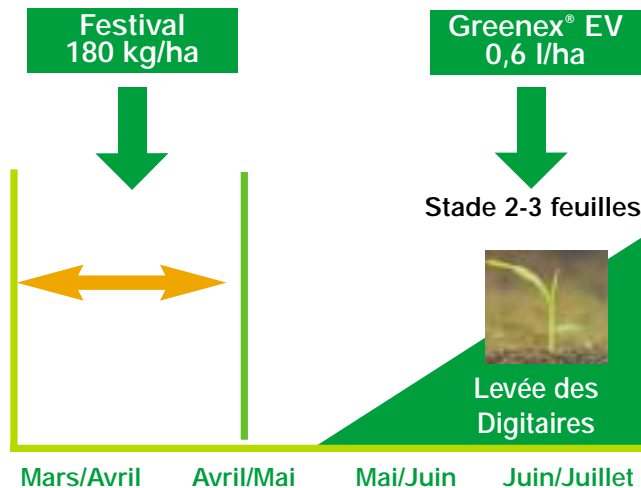 Festival
180 kg/ha
Greenex® EV
0,6 l/ha
Stade 2-3 feuilles
Levée des
Digitaires
Mars/Avril
Avril/Mai
Mai/Juin
Juin/Juillet